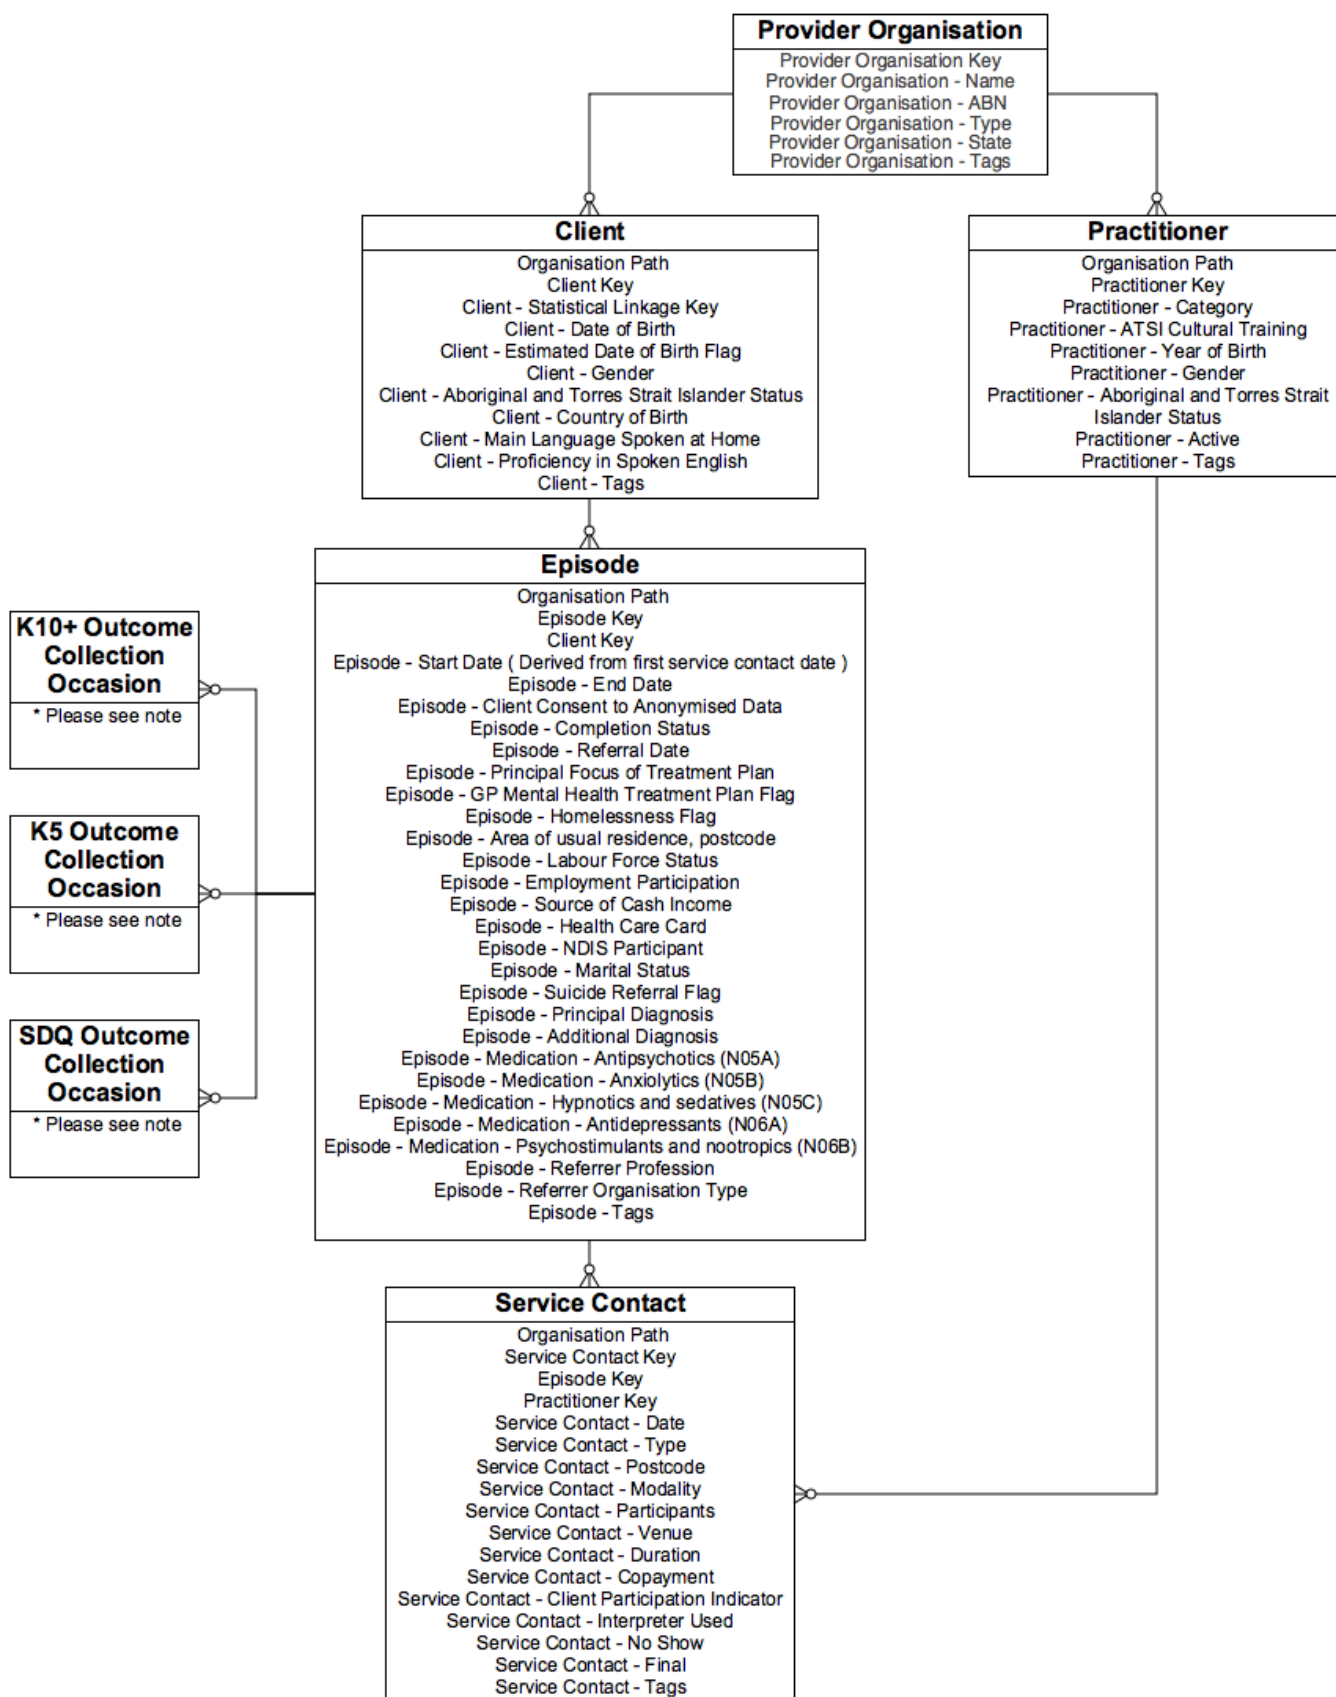 Provider Organisation
Provider Organisation Key
Provider Organisation - Name
Provider Organisation - ABN
Provider Organisation - Type
Provider Organisation - State
Provider Organisation - Tags
Client
Organisation Path
Client Key
Client - Statistical Linkage Key
Client - Date of Birth
Client - Estimated Date of Birth Flag
Client - Gender
Client - Aboriginal and Torres Strait Islander Status
Client - Country of Birth
Client - Main Language Spoken at Home
Client - Proficiency in Spoken English
Client - Tags
Practitioner
Organisation Path
Practitioner Key
Practitioner - Category
Practitioner - ATSI Cultural Training
Practitioner - Year of Birth
Practitioner - Gender
Practitioner - Aboriginal and Torres Strait
Islander Status
Practitioner - Active
Practitioner - Tags
Episode
Organisation Path
Episode Key
Client Key
Episode - Start Date ( Derived from first service contact date )
Episode - End Date
Episode - Client Consent to Anonymised Data
Episode - Completion Status
Episode - Referral Date
Episode - Principal Focus of Treatment Plan
Episode - GP Mental Health Treatment Plan Flag
Episode - Homelessness Flag
Episode - Area of usual residence, postcode
Episode - Labour Force Status
Episode - Employment Participation
Episode - Source of Cash Income
Episode - Health Care Card
Episode - NDIS Participant
Episode - Marital Status
Episode - Suicide Referral Flag
Episode - Principal Diagnosis
Episode - Additional Diagnosis
Episode - Medication - Antipsychotics (N05A)
Episode - Medication - Anxiolytics (N05B)
Episode - Medication - Hypnotics and sedatives (N05C)
Episode - Medication - Antidepressants (N06A)
Episode - Medication - Psychostimulants and nootropics (N06B)
Episode - Referrer Profession
Episode - Referrer Organisation Type
Episode - Tags
K10+ Outcome
Collection
Occasion
* Please see note
K5 Outcome
Collection
Occasion
* Please see note
SDQ Outcome
Collection
Occasion
* Please see note
Service Contact
Organisation Path
Service Contact Key
Episode Key
Practitioner Key
Service Contact - Date
Service Contact - Type
Service Contact - Postcode
Service Contact - Modality
Service Contact - Participants
Service Contact - Venue
Service Contact - Duration
Service Contact - Copayment
Service Contact - Client Participation Indicator
Service Contact - Interpreter Used
Service Contact - No Show
Service Contact - Final
Service Contact - Tags